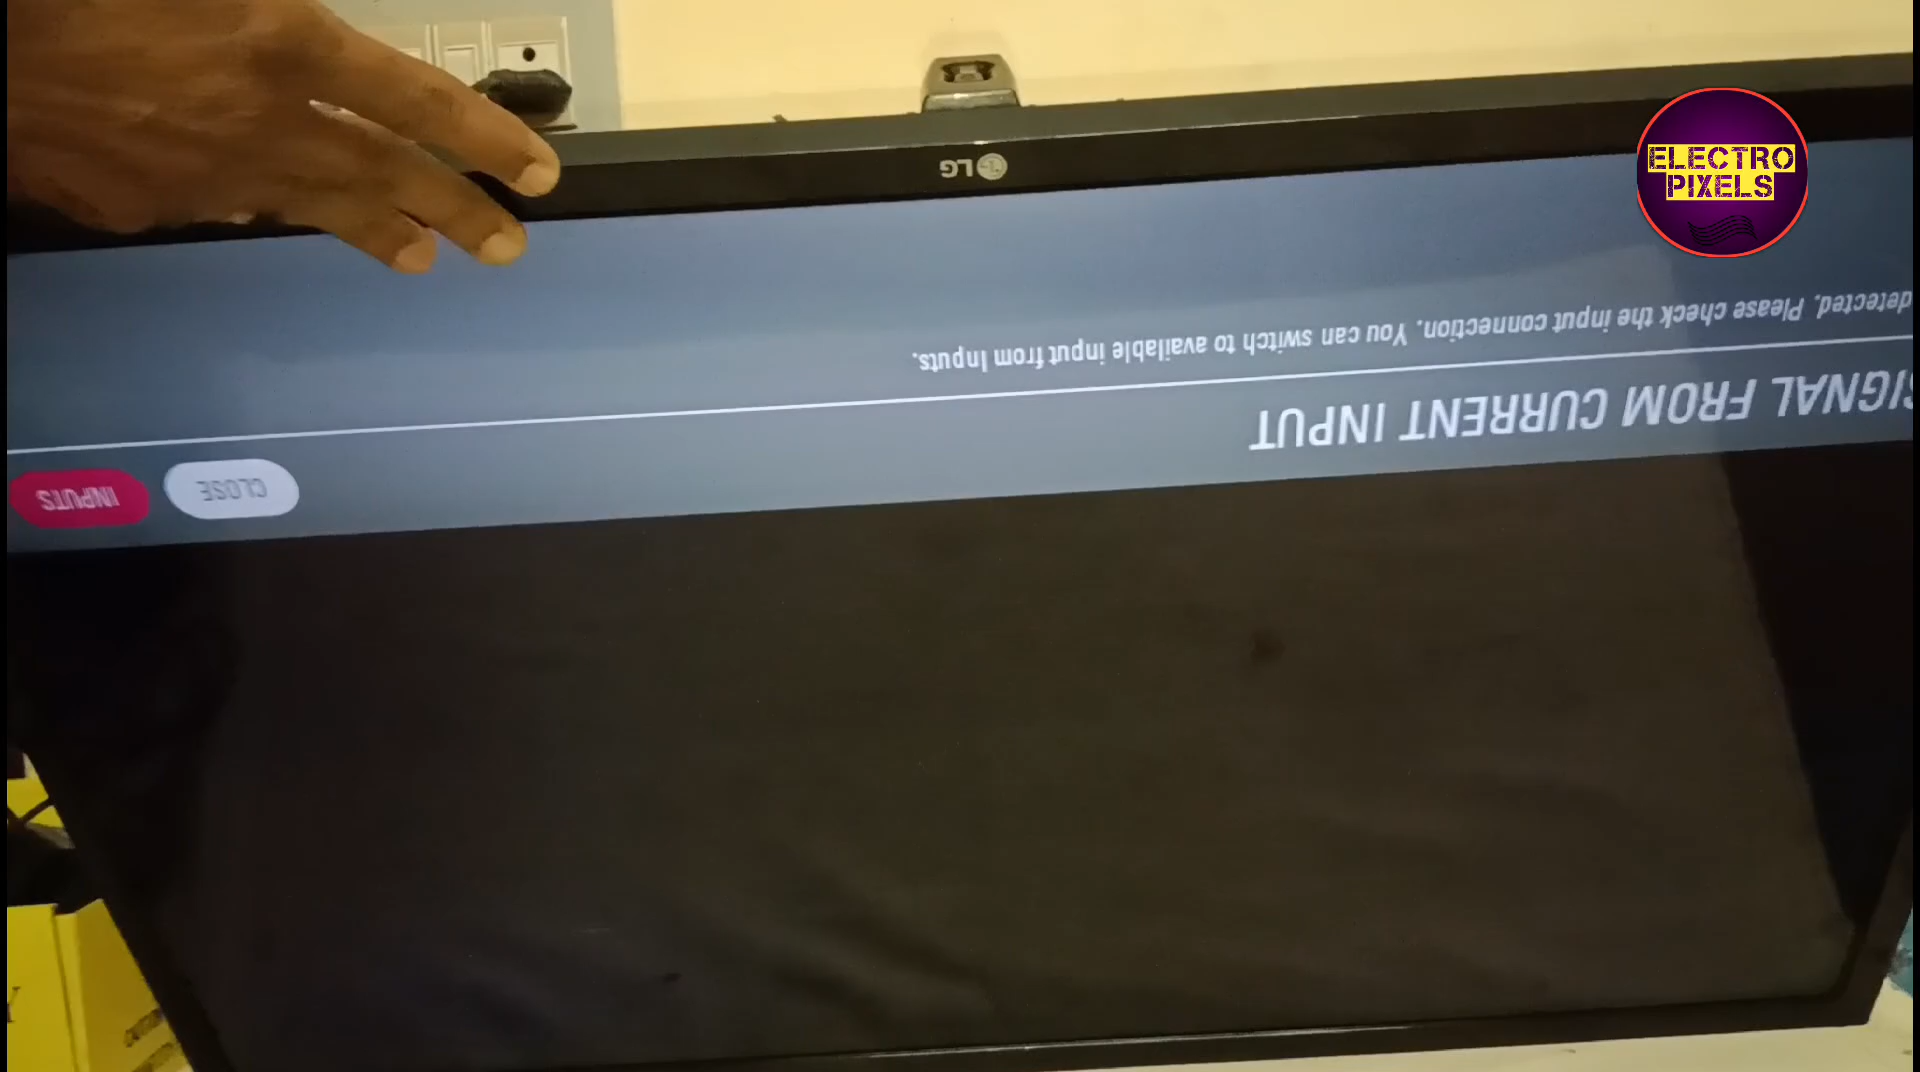 ELECTRO
PIXELS
LG
SIGNAL FROM CURRENT INPUT
detected. Please check the input connection. You can switch to available input from Inputs.
CLOSE
INPUTS